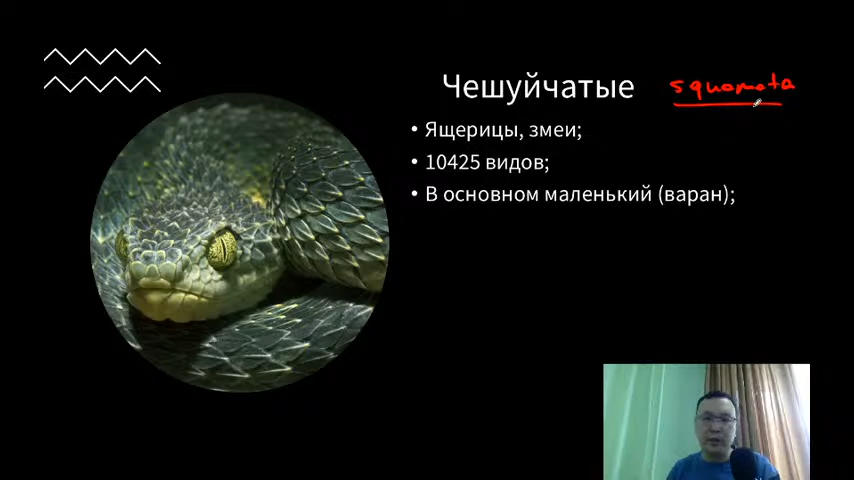 Чешуйчатые squamata
• Ящерицы, змеи;
• 10425 видов;
• В основном маленький (варан);